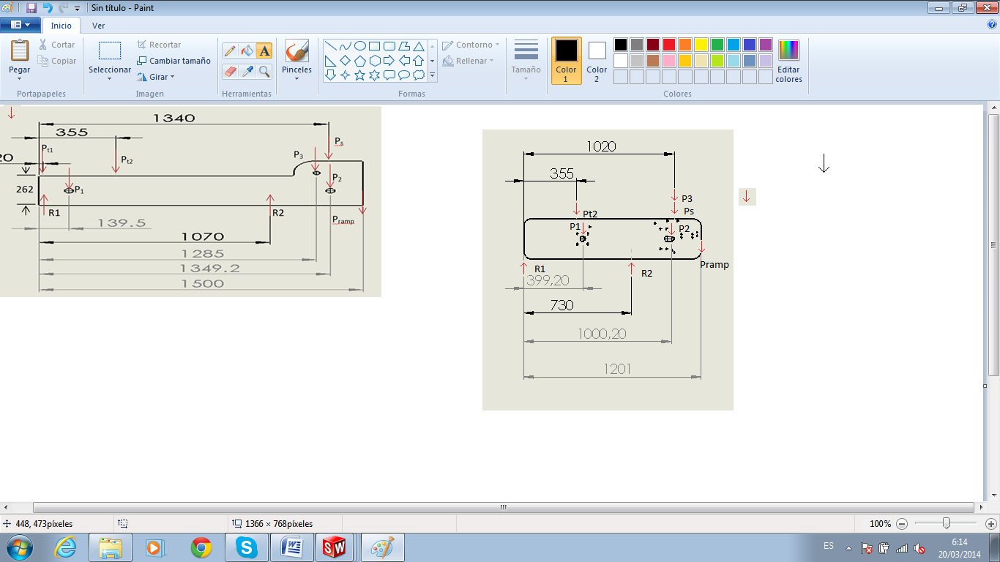 Sin título - Paint
Inicio Ver
Pegar
Cortar
Copiar
Portapapeles
Seleccionar
Recortar
Cambiar tamaño
Girar
Imagen
A
Herramientas
Pinceles
Contorno
Rellenar
Formas
Tamaño
Color 1
Color 2
Editar colores
Colores
1340
355
20
Pt1
Pt2
P3
Ps
262
P1
P2
R1
R2
Pramp
139.5
1070
1285
1349.2
1500
1020
355
P3
Pt2
Ps
P1
P2
R1
R2
Pramp
399,20
730
1000,20
1201
448, 473píxeles
1366 × 768píxeles
100%
ES
6:14
20/03/2014